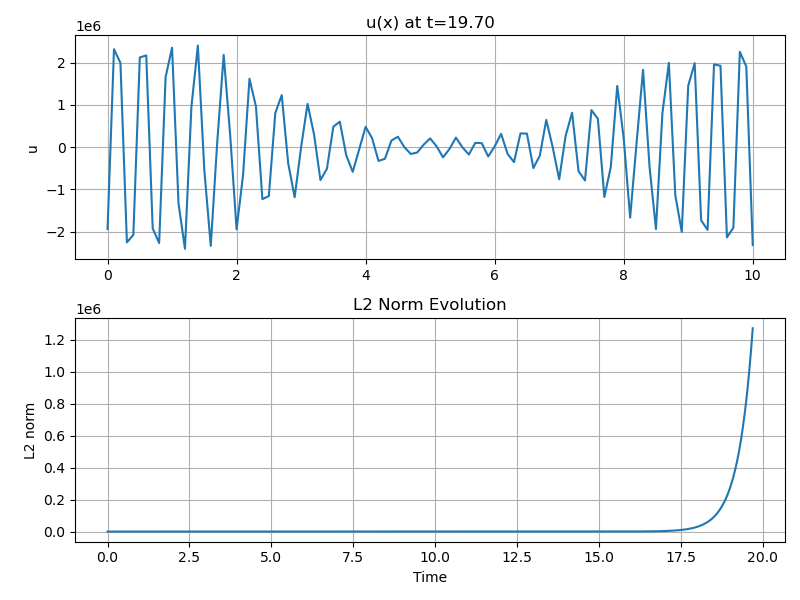 u(x) at t=19.70
1e6
2
1
0
−1
−2
u
0 2 4 6 8 10
L2 Norm Evolution
1e6
1.2
1.0
0.8
0.6
0.4
0.2
0.0
L2 norm
0.0 2.5 5.0 7.5 10.0 12.5 15.0 17.5 20.0
Time